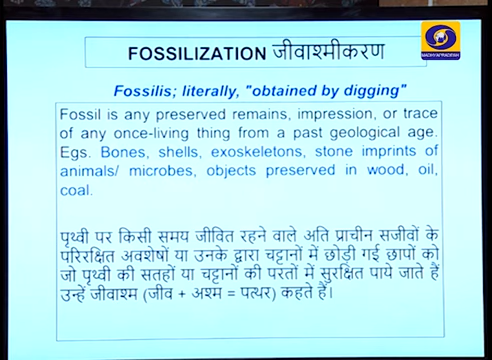 FOSSILIZATION जीवाश्मीकरण
MADHYAPRADESH
Fossilis; literally, "obtained by digging"
Fossil is any preserved remains, impression, or trace
of any once-living thing from a past geological age.
Egs. Bones, shells, exoskeletons, stone imprints of
animals/ microbes, objects preserved in wood, oil,
coal.
पृथ्वी पर किसी समय जीवित रहने वाले अति प्राचीन सजीवों के
परिरक्षित अवशेषों या उनके द्वारा चट्टानों में छोड़ी गई छापों को
जो पृथ्वी की सतहों या चट्टानों की परतों में सुरक्षित पाये जाते हैं
उन्हें जीवाश्म (जीव + अश्म = पत्थर) कहते हैं।